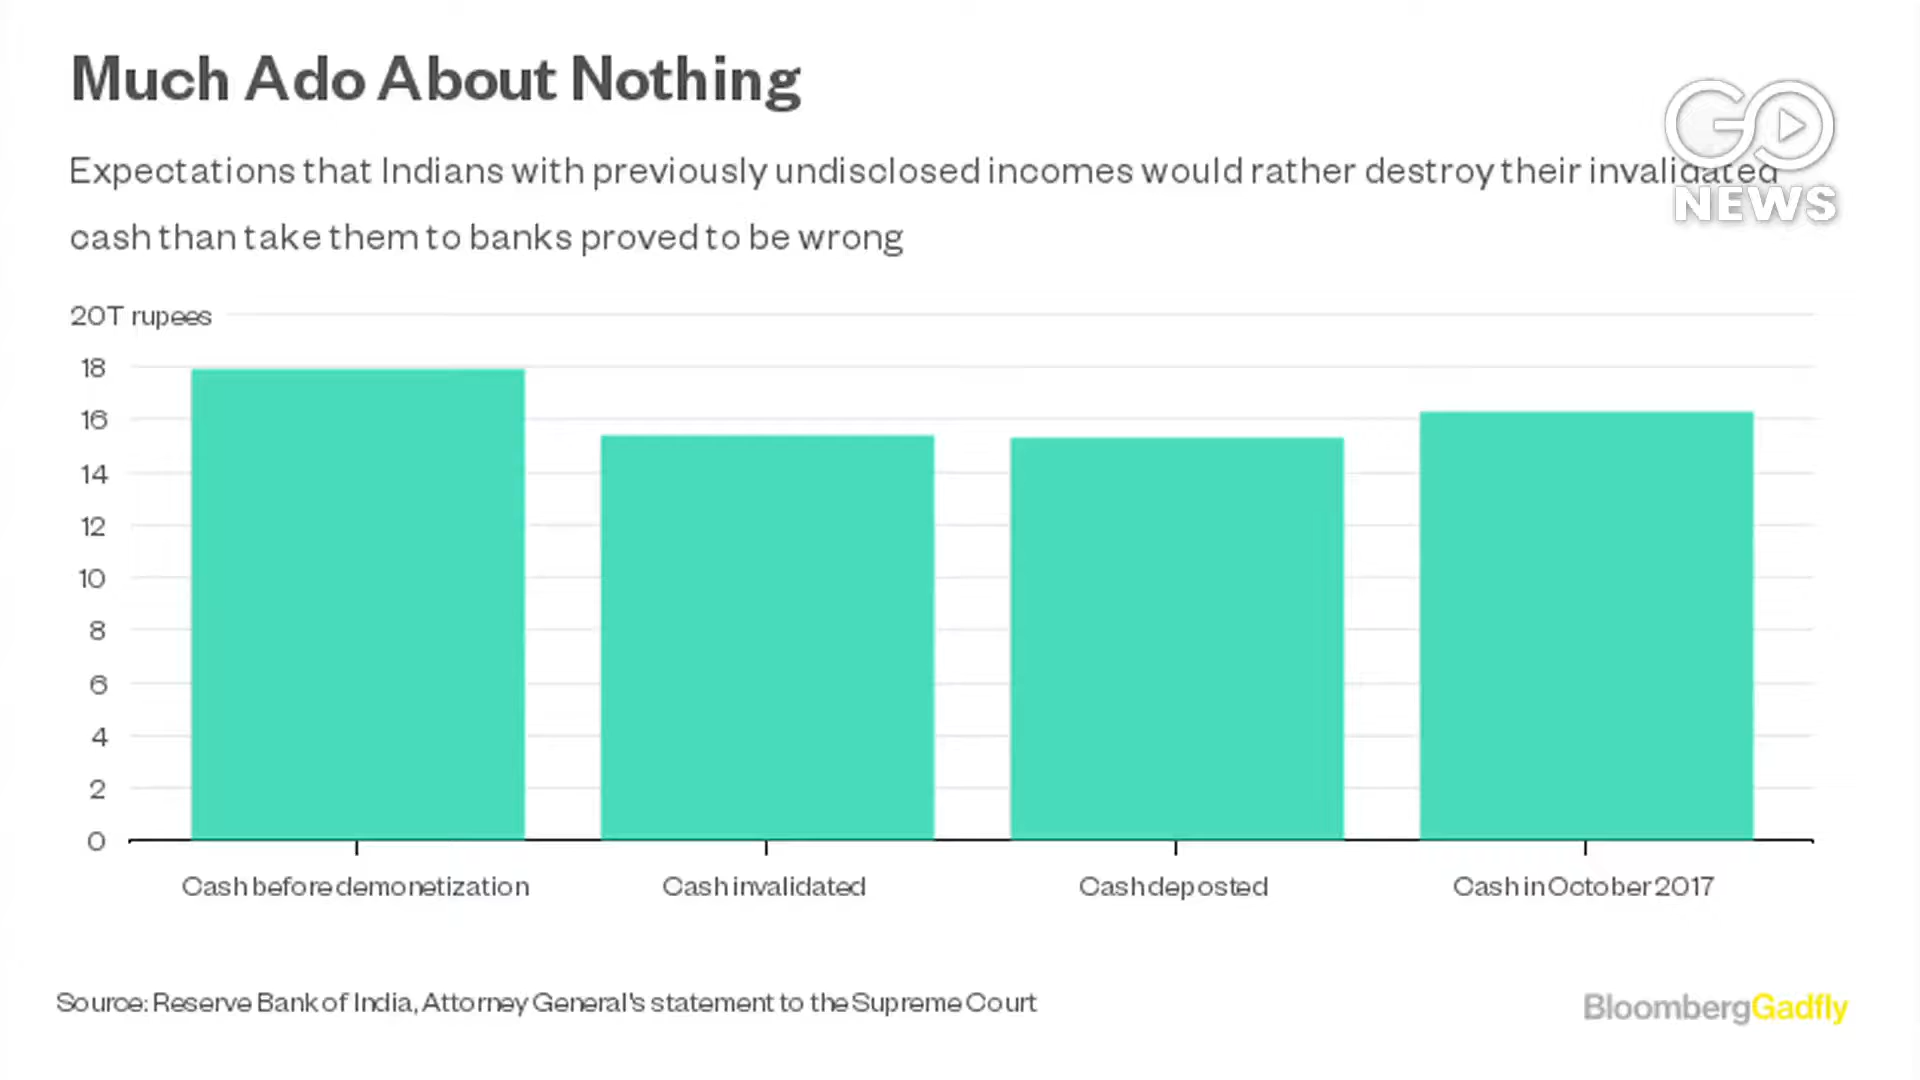 Much Ado About Nothing
GO
NEWS
Expectations that Indians with previously undisclosed incomes would rather destroy their invalidated
cash than take them to banks proved to be wrong
20T rupees
18
16
14
12
10
8
6
4
2
0
Cash before demonetization
Cash invalidated
Cash deposted
Cash in October 2017
Source: Reserve Bank of India, Attorney General's statement to the Supreme Court
BloombergGadfly